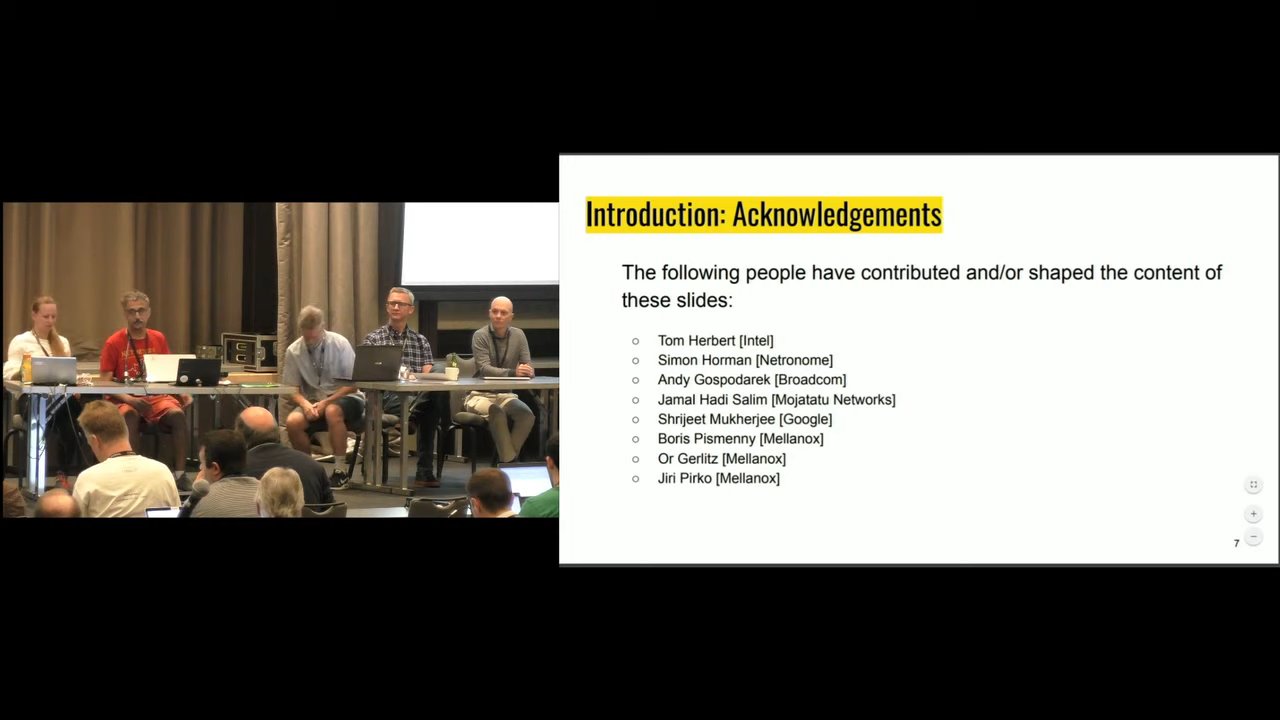 Introduction: Acknowledgements
The following people have contributed and/or shaped the content of
these slides:
Tom Herbert [Intel]
Simon Horman [Netronome]
Andy Gospodarek [Broadcom]
Jamal Hadi Salim [Mojatatu Networks]
Shrijeet Mukherjee [Google]
Boris Pismenny [Mellanox]
Or Gerlitz [Mellanox]
Jiri Pirko [Mellanox]
7